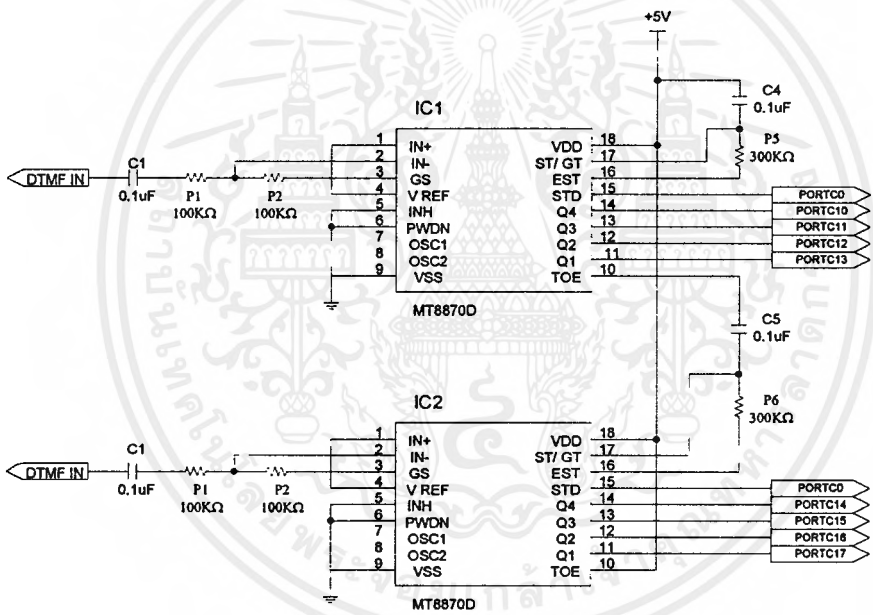 +5V
C4
0.1uF
P5
300KΩ
IC1
DTMF IN
C1
0.1uF
P1
100KΩ
P2
100KΩ
1 IN+
2 IN-
3 GS
4 V REF
5 INH
6 PWDN
7 OSC1
8 OSC2
9 VSS
VDD 18
ST/ GT 17
EST 16
STD 15
Q4 14
Q3 13
Q2 12
Q1 11
TOE 10
PORTC0
PORTC10
PORTC11
PORTC12
PORTC13
MT8870D
C5
0.1uF
P6
300KΩ
IC2
DTMF IN
C1
0.1uF
P1
100KΩ
P2
100KΩ
1 IN+
2 IN-
3 GS
4 V REF
5 INH
6 PWDN
7 OSC1
8 OSC2
9 VSS
VDD 18
ST/ GT 17
EST 16
STD 15
Q4 14
Q3 13
Q2 12
Q1 11
TOE 10
PORTC0
PORTC14
PORTC15
PORTC16
PORTC17
MT8870D